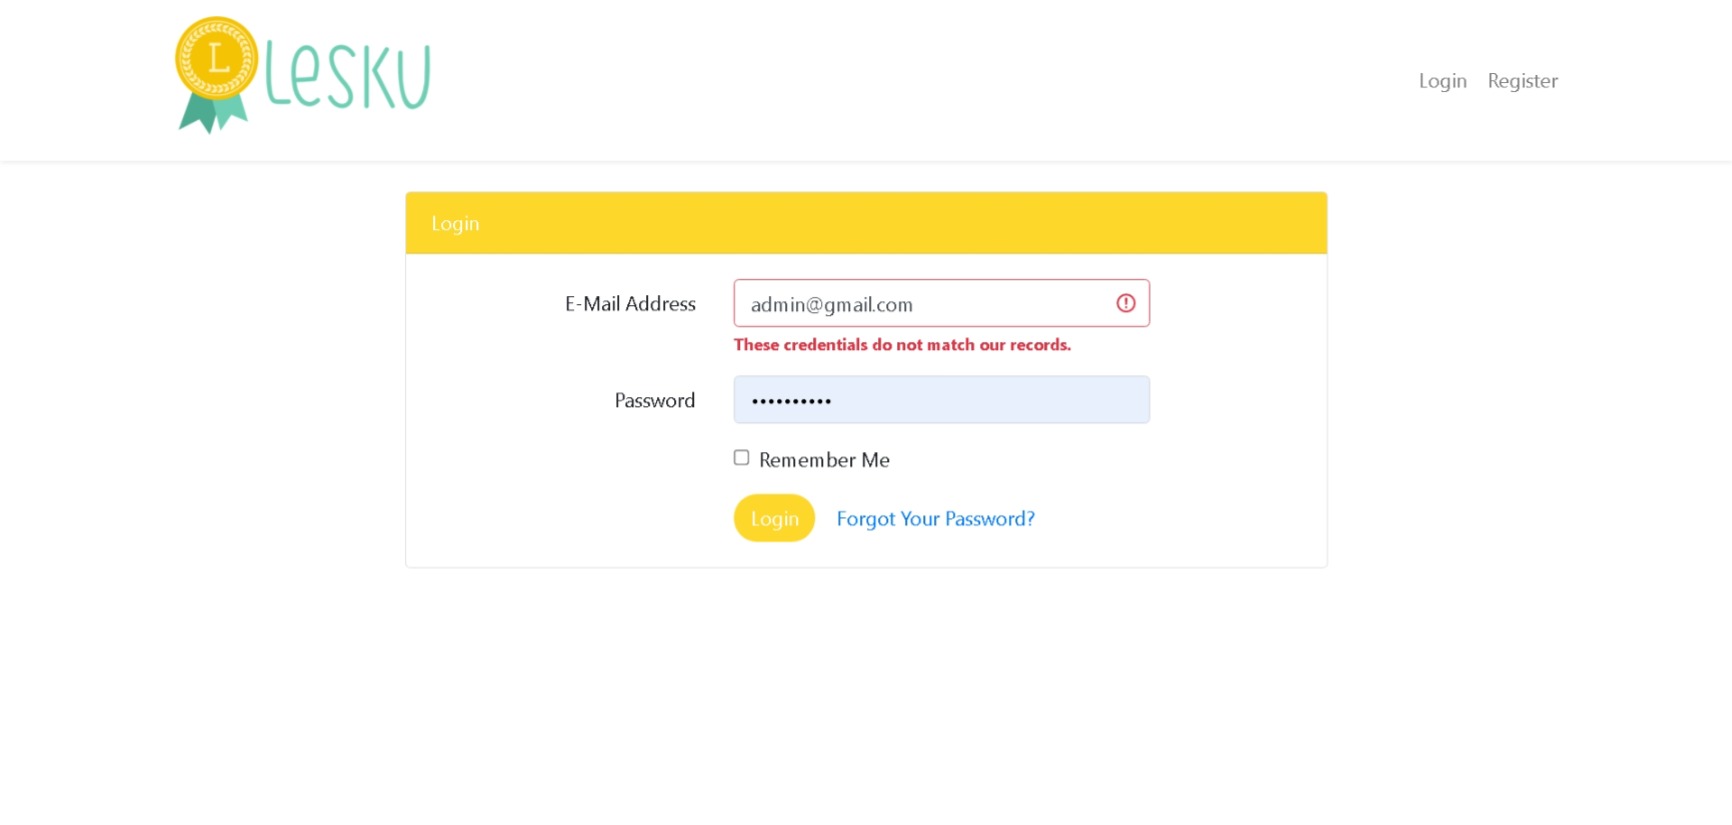 L LESKU
Login Register
Login
E-Mail Address admin@gmail.com
These credentials do not match our records.
Password ••••••••••
Remember Me
Login Forgot Your Password?